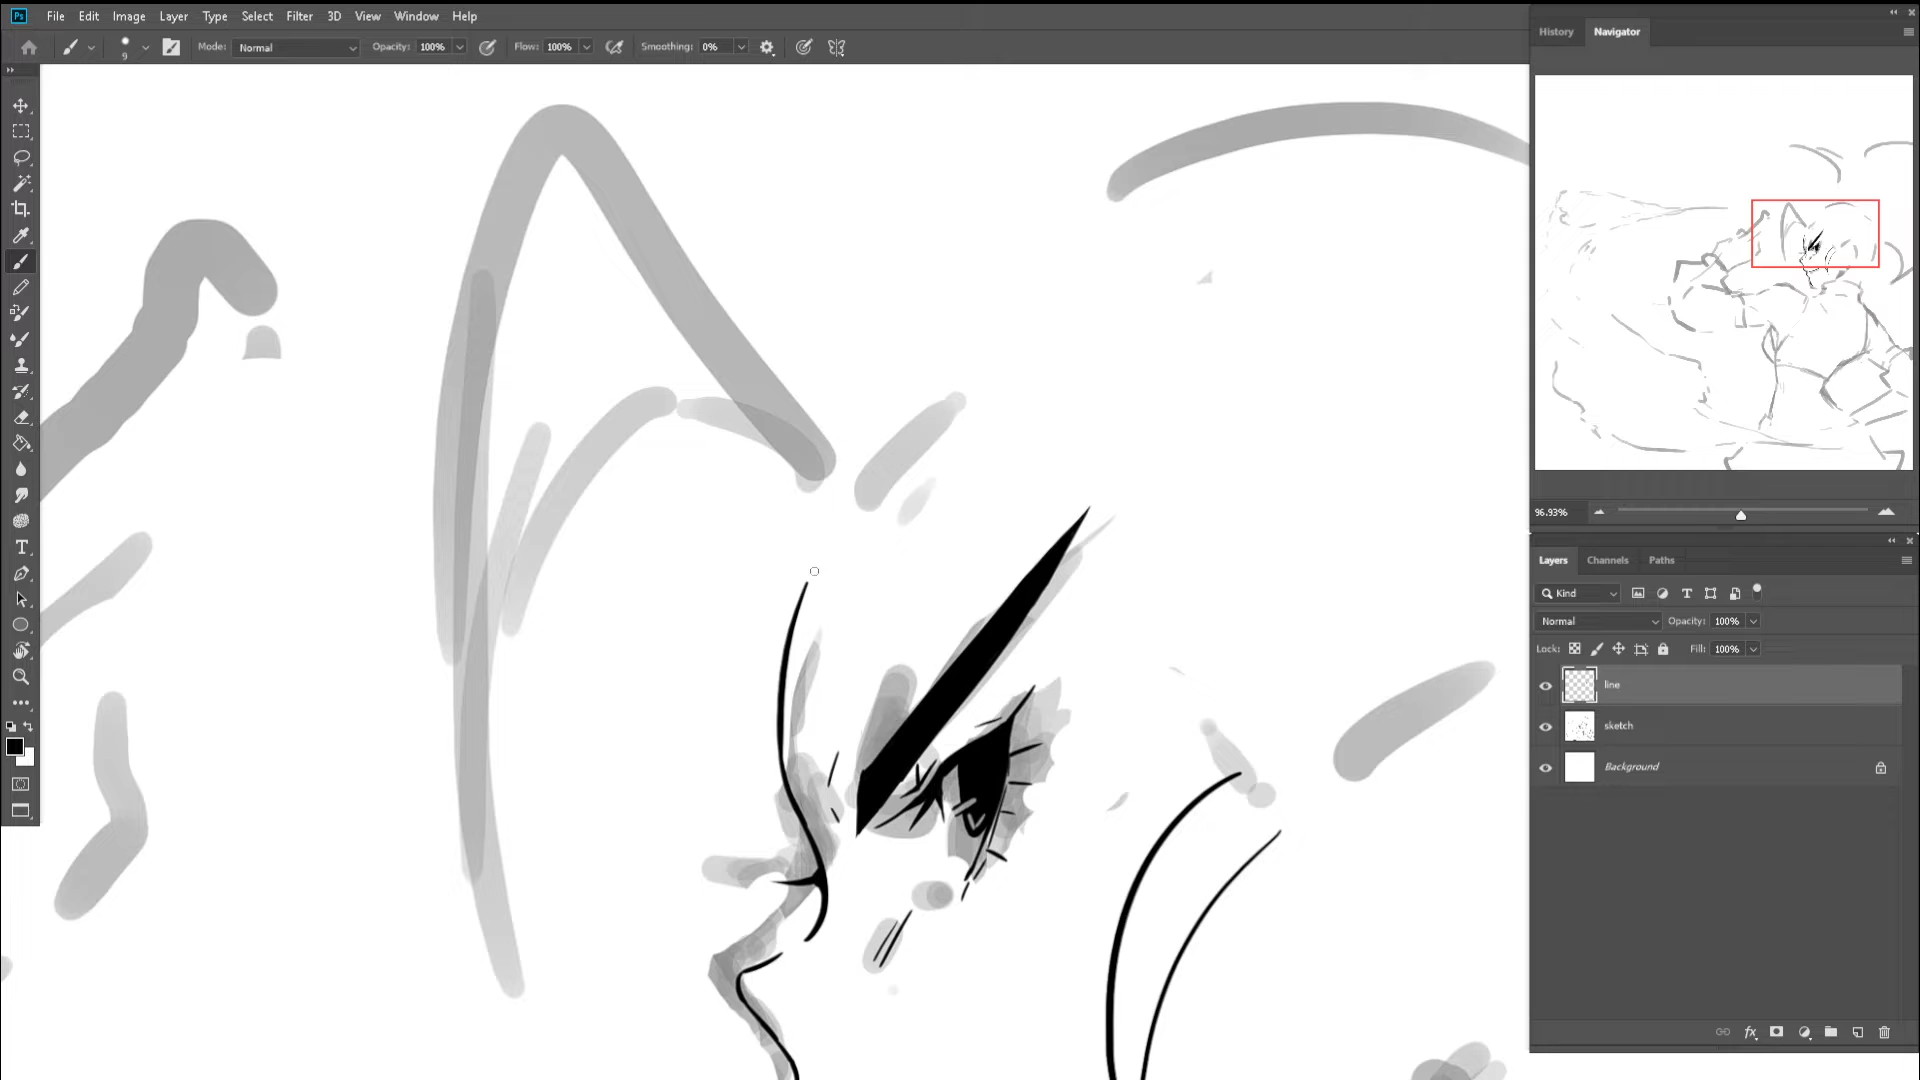 Ps File Edit Image Layer Type Select Filter 3D View Window Help
Mode: Normal Opacity: 100% Flow: 100% Smoothing: 0%
9
History Navigator
96.93%
Layers Channels Paths
Kind
Normal Opacity: 100%
Lock: Fill: 100%
line
sketch
Background